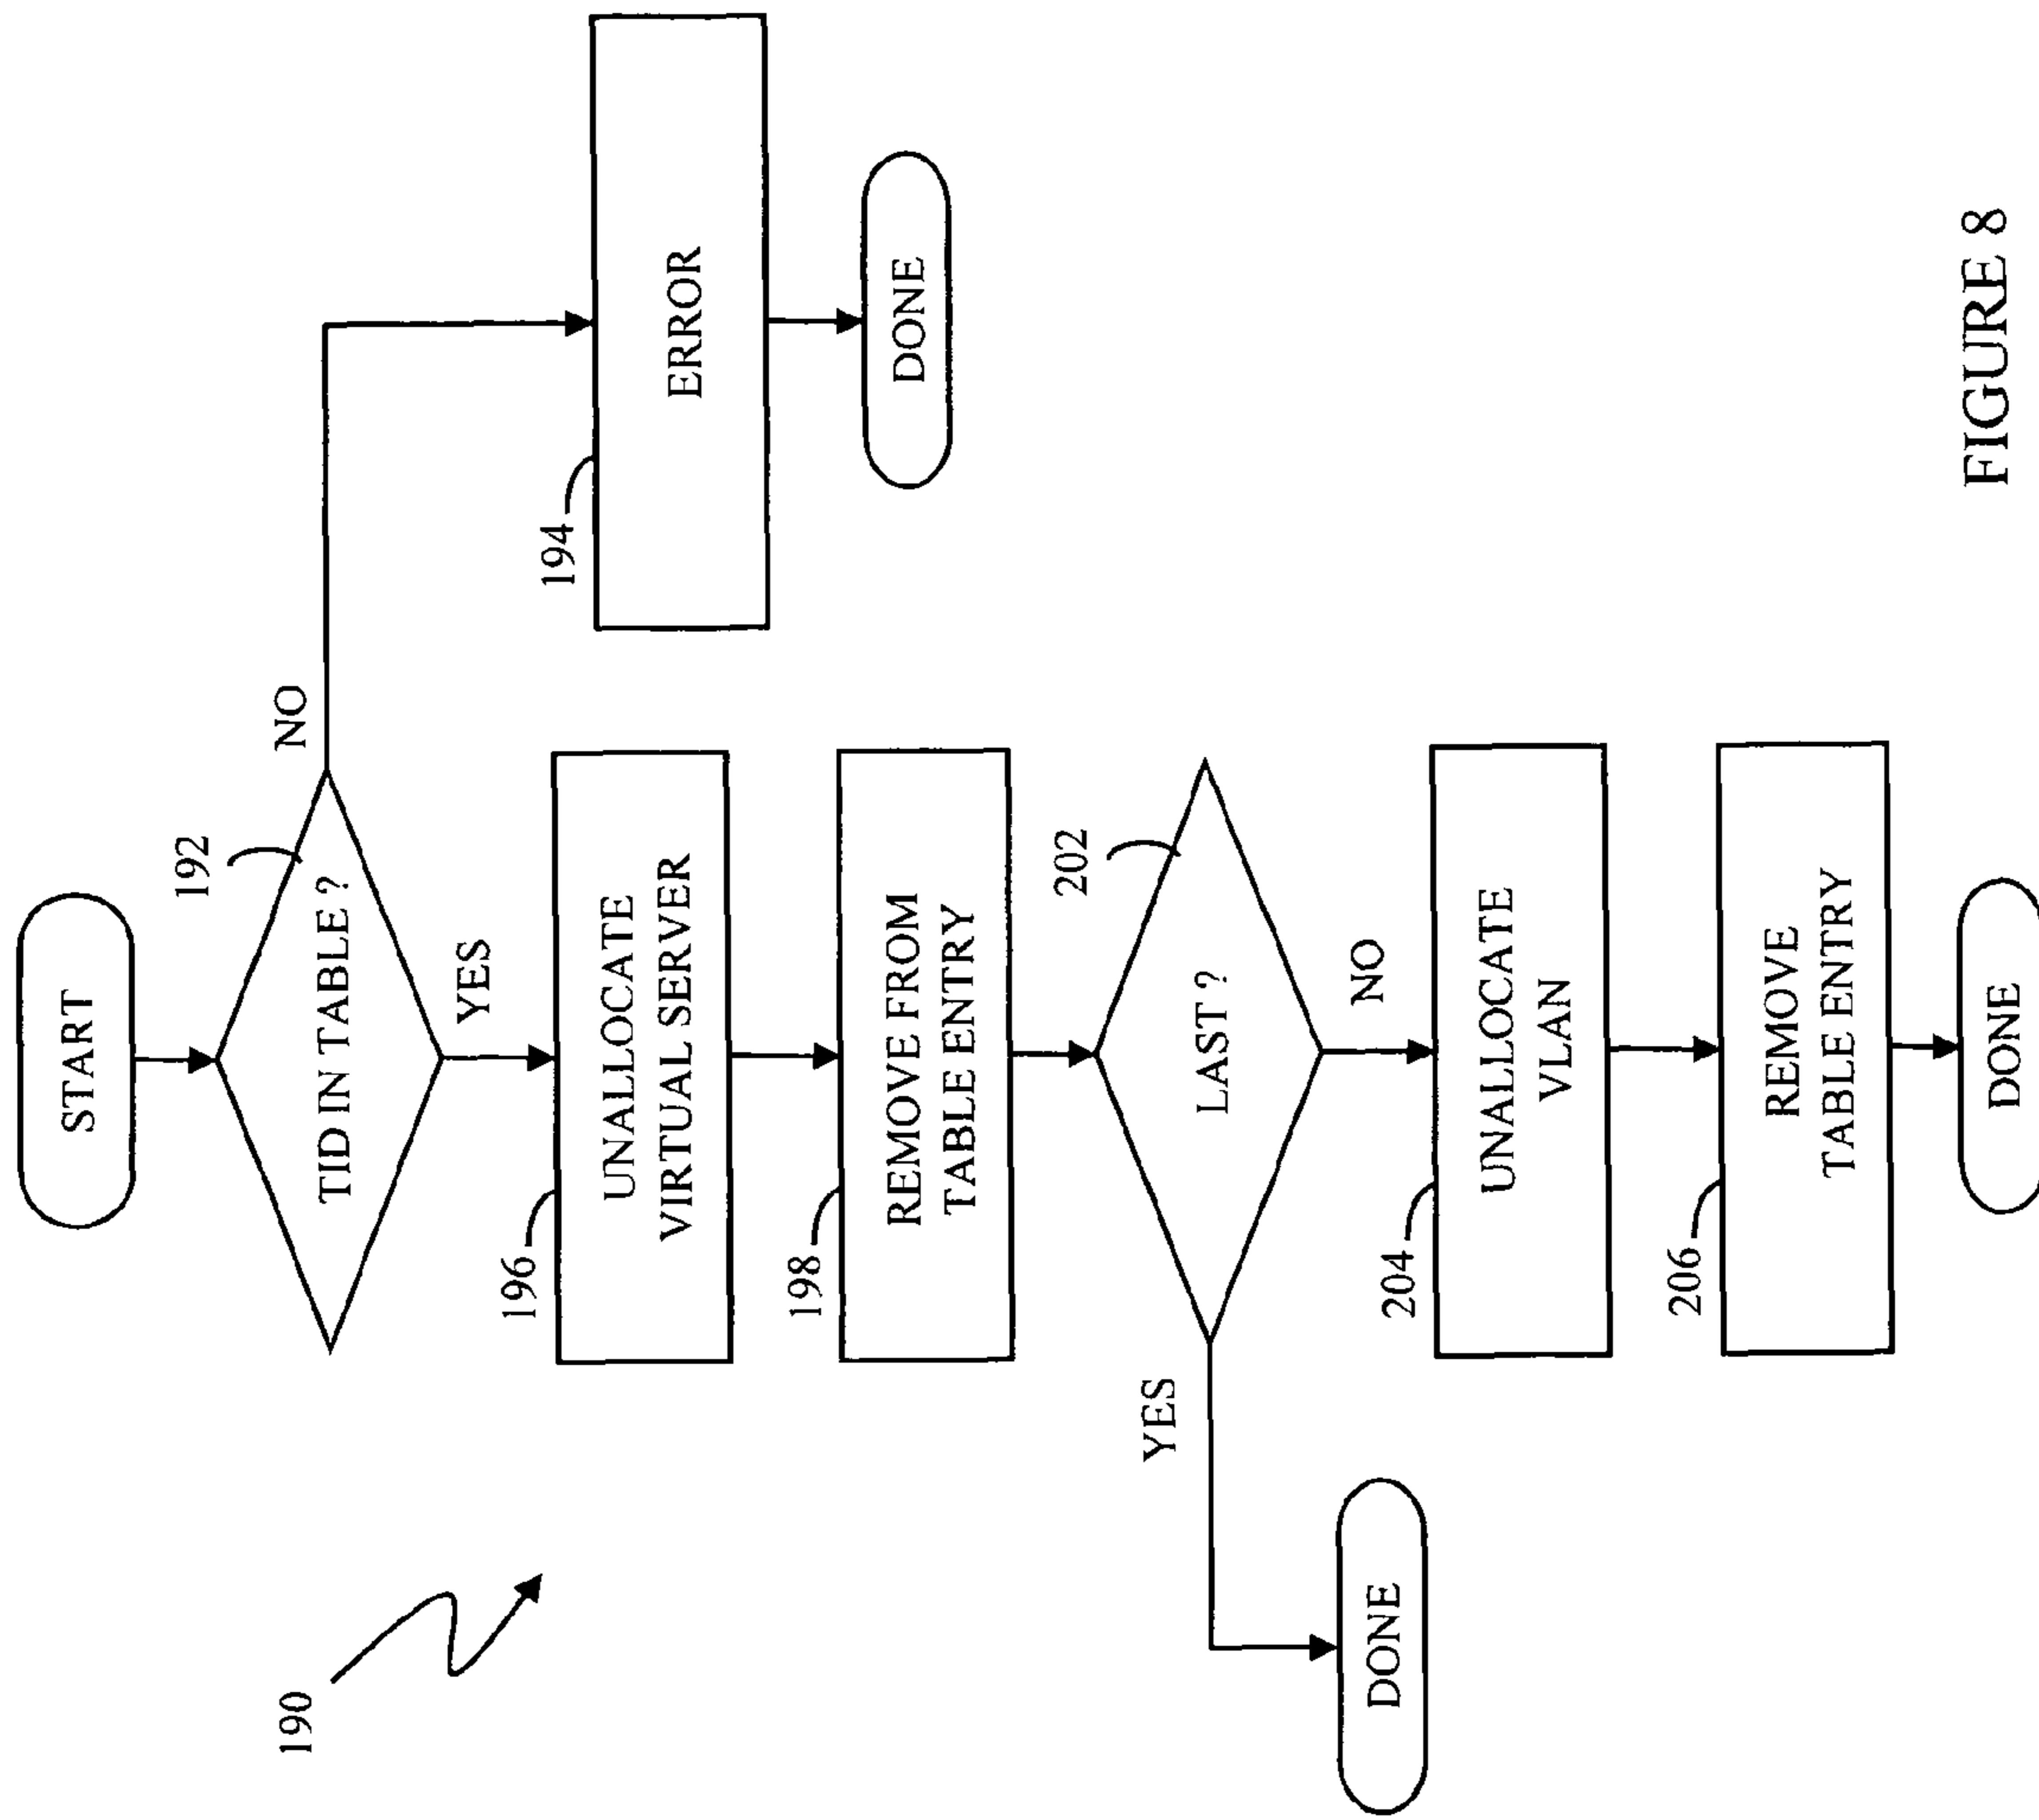 190
START
192
TID IN TABLE ?
NO
YES
194
ERROR
DONE
196
UNALLOCATE
VIRTUAL SERVER
198
REMOVE FROM
TABLE ENTRY
202
LAST ?
YES
DONE
NO
204
UNALLOCATE
VLAN
206
REMOVE
TABLE ENTRY
DONE
FIGURE 8